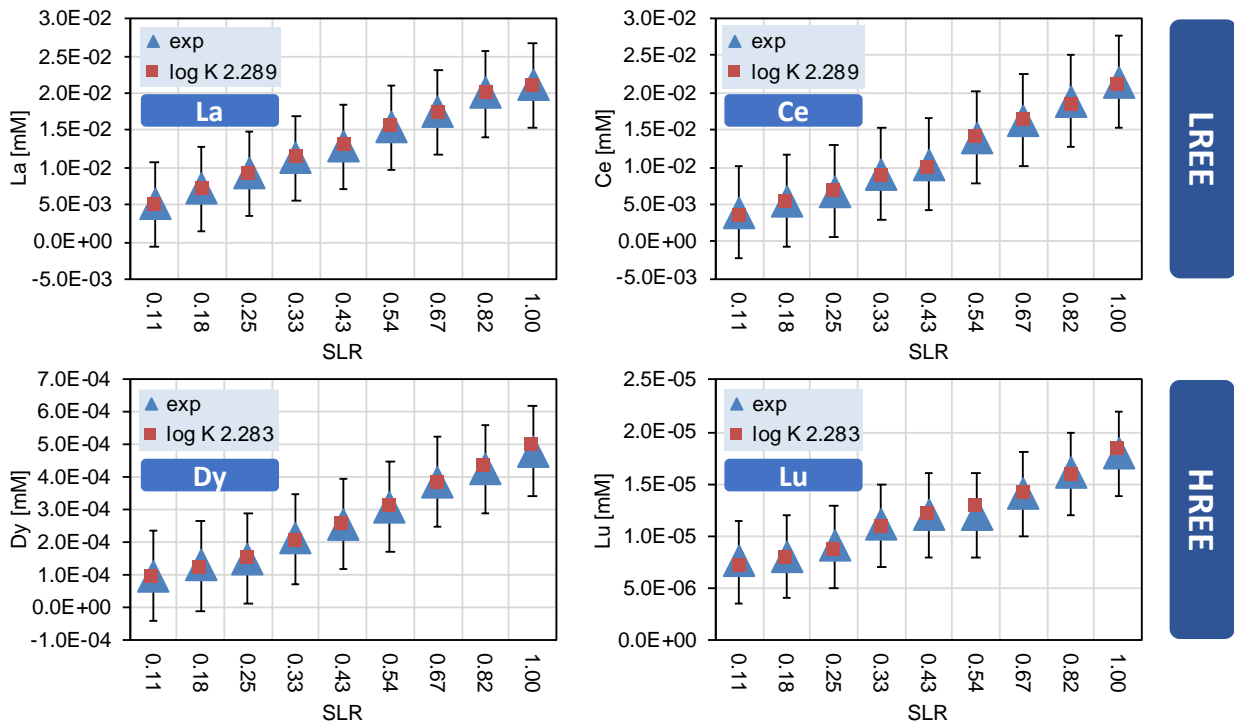 3.0E-02
2.5E-02
2.0E-02
1.5E-02
1.0E-02
5.0E-03
0.0E+00
-5.0E-03
La [mM]
exp
log K 2.289
La
0.11 0.18 0.25 0.33 0.43 0.54 0.67 0.82 1.00
SLR
3.0E-02
2.5E-02
2.0E-02
1.5E-02
1.0E-02
5.0E-03
0.0E+00
-5.0E-03
Ce [mM]
exp
log K 2.289
Ce
0.11 0.18 0.25 0.33 0.43 0.54 0.67 0.82 1.00
SLR
LREE
7.0E-04
6.0E-04
5.0E-04
4.0E-04
3.0E-04
2.0E-04
1.0E-04
0.0E+00
-1.0E-04
Dy [mM]
exp
log K 2.283
Dy
0.11 0.18 0.25 0.33 0.43 0.54 0.67 0.82 1.00
SLR
2.5E-05
2.0E-05
1.5E-05
1.0E-05
5.0E-06
0.0E+00
Lu [mM]
exp
log K 2.283
Lu
0.11 0.18 0.25 0.33 0.43 0.54 0.67 0.82 1.00
SLR
HREE